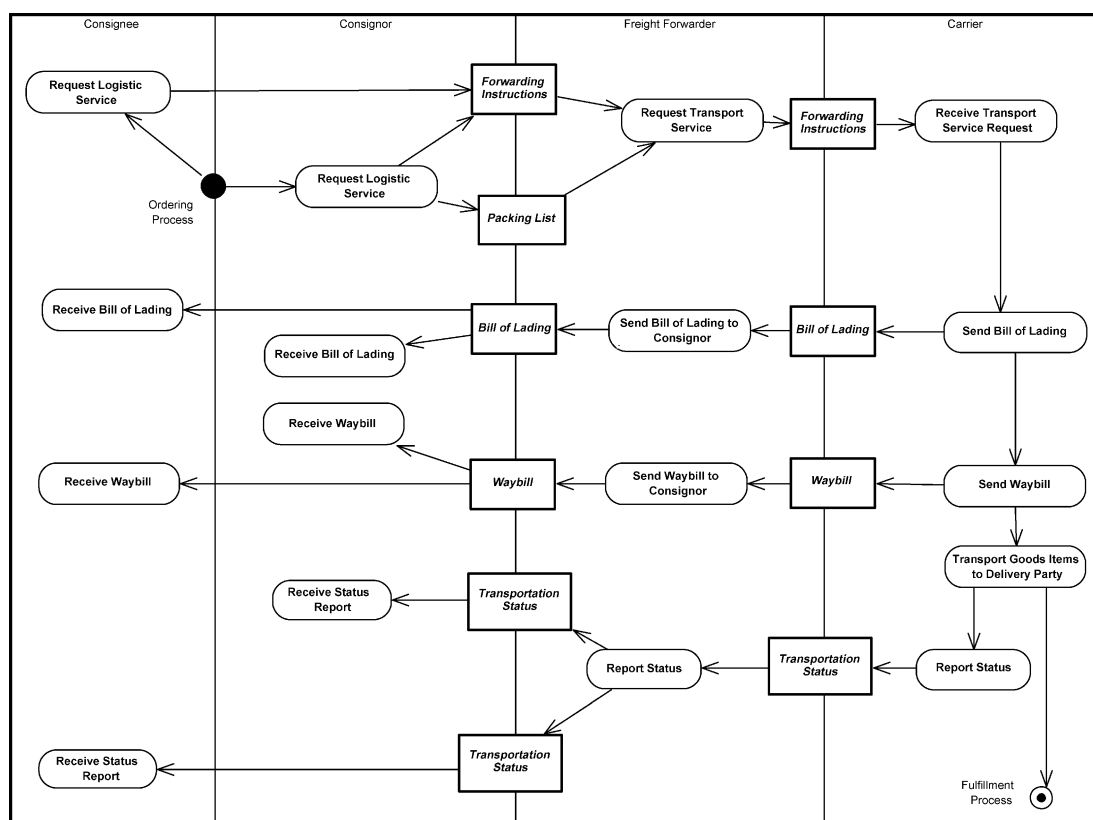 Consignee
Consignor
Freight Forwarder
Carrier
Request Logistic
Service
Forwarding
Instructions
Request Transport
Service
Forwarding
Instructions
Receive Transport
Service Request
Ordering
Process
Request Logistic
Service
Packing List
Receive Bill of Lading
Bill of Lading
Send Bill of Lading to
Consignor
Bill of Lading
Send Bill of Lading
Receive Bill of Lading
Receive Waybill
Receive Waybill
Waybill
Send Waybill to
Consignor
Waybill
Send Waybill
Transport Goods Items
to Delivery Party
Receive Status
Report
Transportation
Status
Report Status
Transportation
Status
Report Status
Receive Status
Report
Transportation
Status
Fulfillment
Process